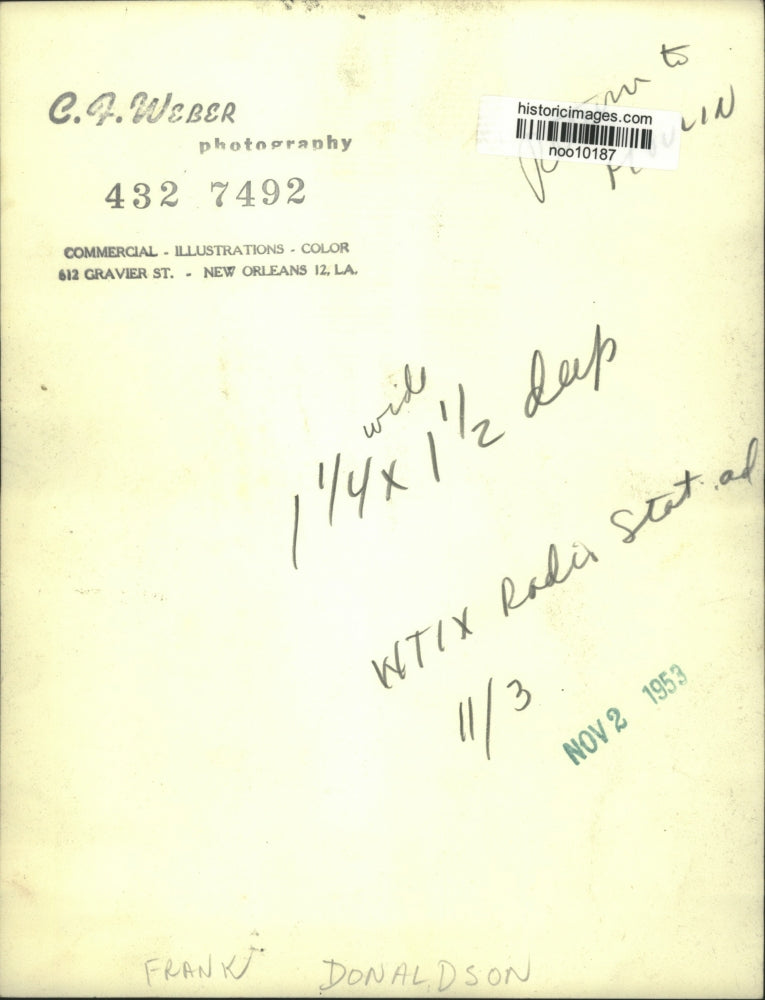 C.F. WEBER
photography
432 7492
COMMERCIAL - ILLUSTRATIONS - COLOR
612 GRAVIER ST. - NEW ORLEANS 12, LA.
to
historicimages.com
noo10187
wide
1 1/4 x 1 1/2 deep
WTIX Radio Stat. ad
11/3
NOV 2 1953
FRANK DONALDSON